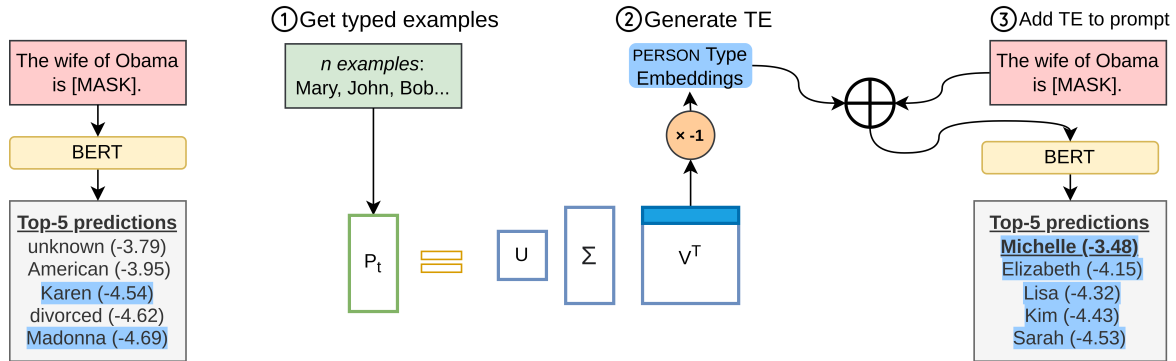 The wife of Obama
is [MASK].
BERT
Top-5 predictions
unknown (-3.79)
American (-3.95)
Karen (-4.54)
divorced (-4.62)
Madonna (-4.69)
1 Get typed examples
n examples:
Mary, John, Bob...
Pt
U
Σ
V^T
2 Generate TE
PERSON Type
Embeddings
× -1
3 Add TE to prompt
The wife of Obama
is [MASK].
BERT
Top-5 predictions
Michelle (-3.48)
Elizabeth (-4.15)
Lisa (-4.32)
Kim (-4.43)
Sarah (-4.53)